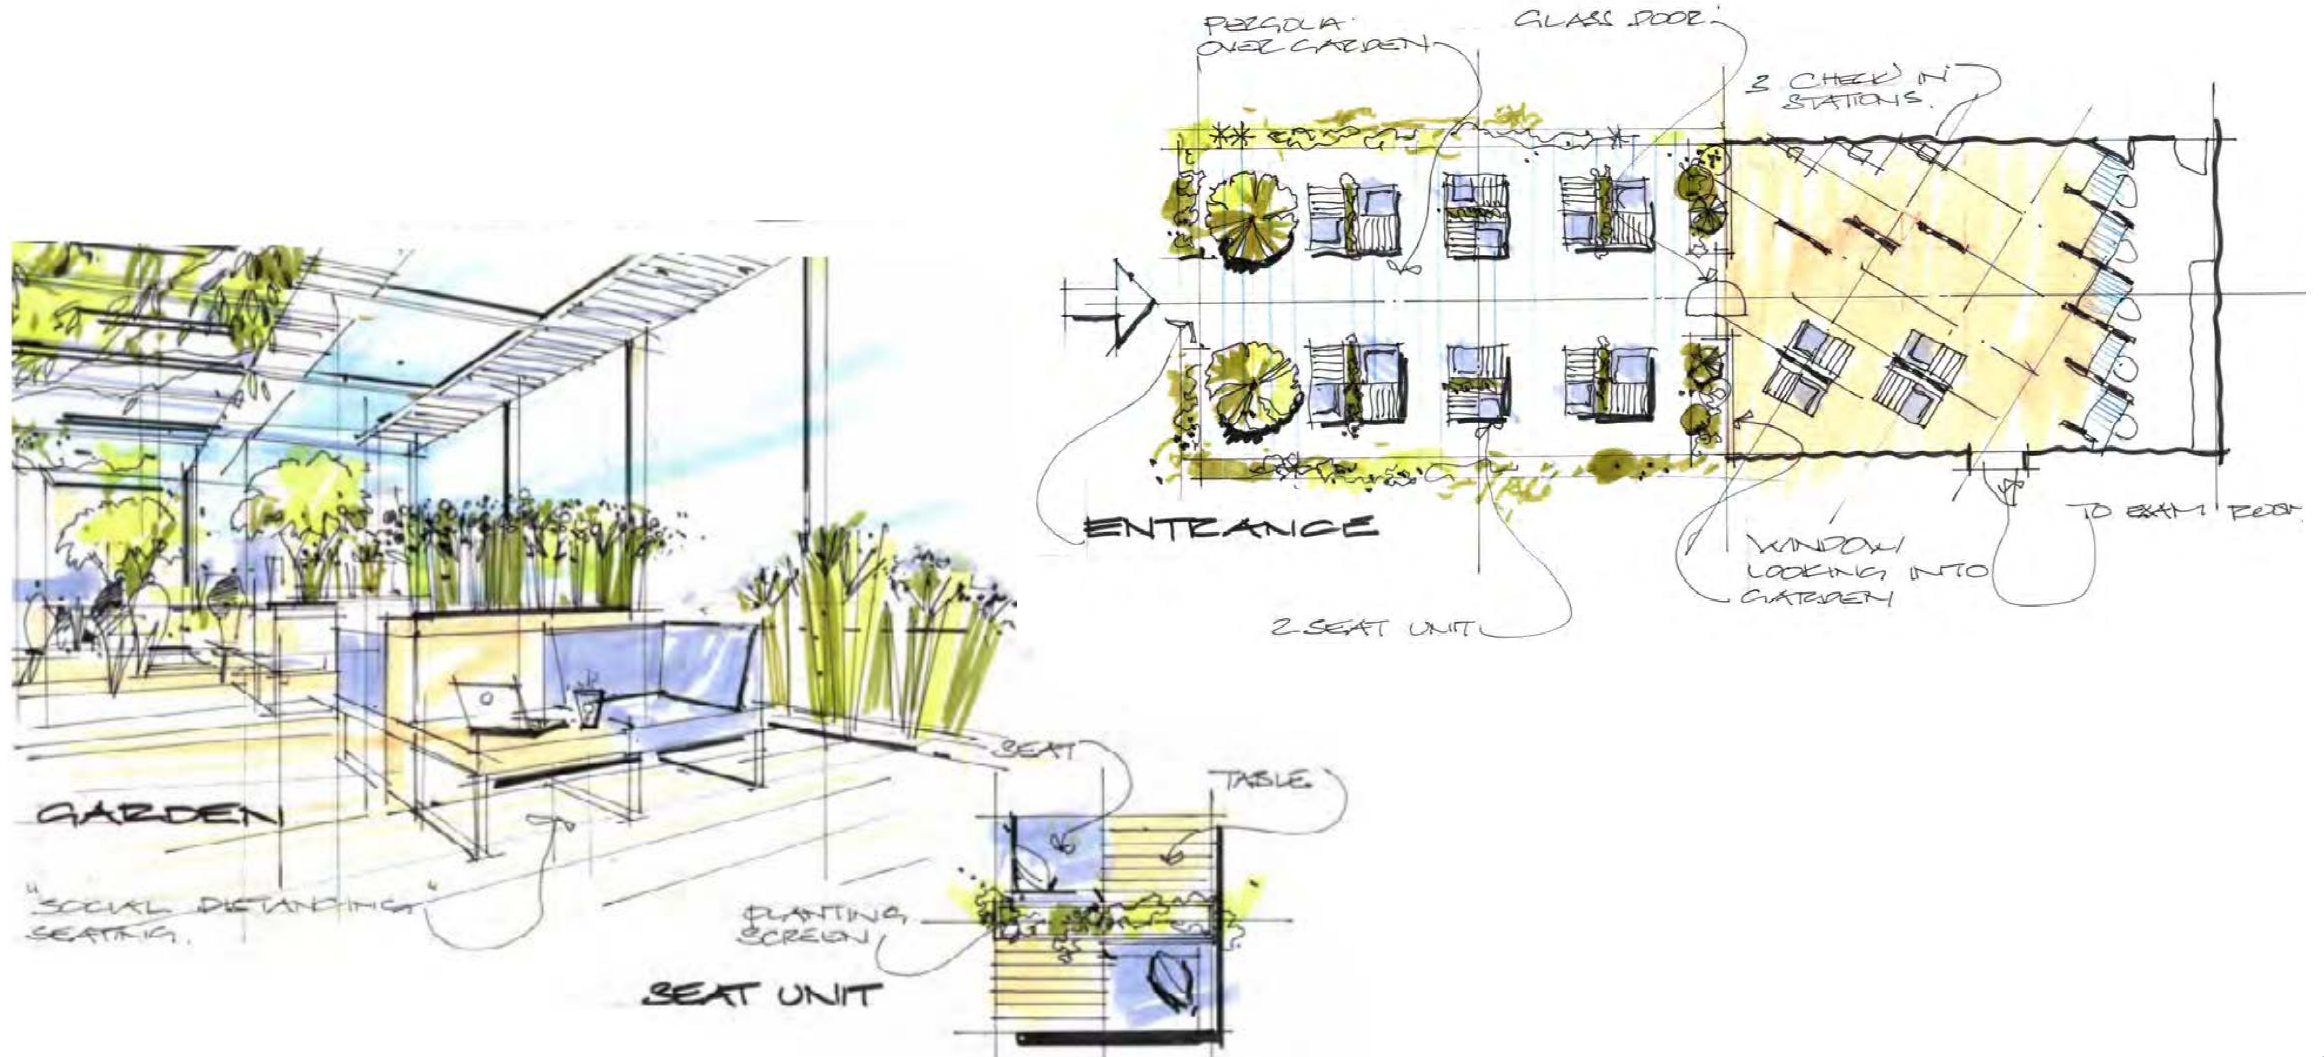 PERGOLA
OVER GARDEN
GLASS DOOR
3 CHECK IN
STATIONS.
ENTRANCE
2 SEAT UNIT
WINDOW
LOOKING INTO
GARDEN
TO EXAM ROOM
GARDEN
"SOCIAL DISTANCING"
SEATING.
SEAT
TABLE
PLANTING
SCREEN
SEAT UNIT